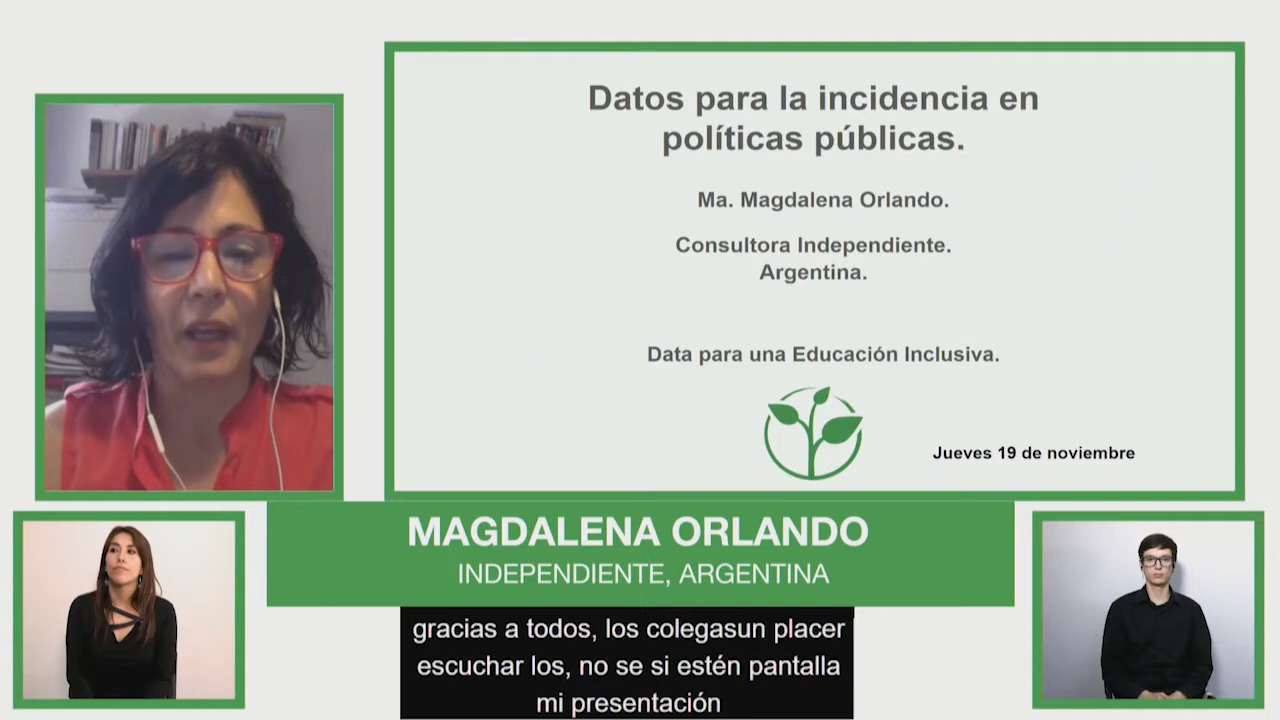 Datos para la incidencia en
políticas públicas.
Ma. Magdalena Orlando.
Consultora Independiente.
Argentina.
Data para una Educación Inclusiva.
Jueves 19 de noviembre
MAGDALENA ORLANDO
INDEPENDIENTE, ARGENTINA
gracias a todos, los colegasun placer
escuchar los, no se si estén pantalla
mi presentación